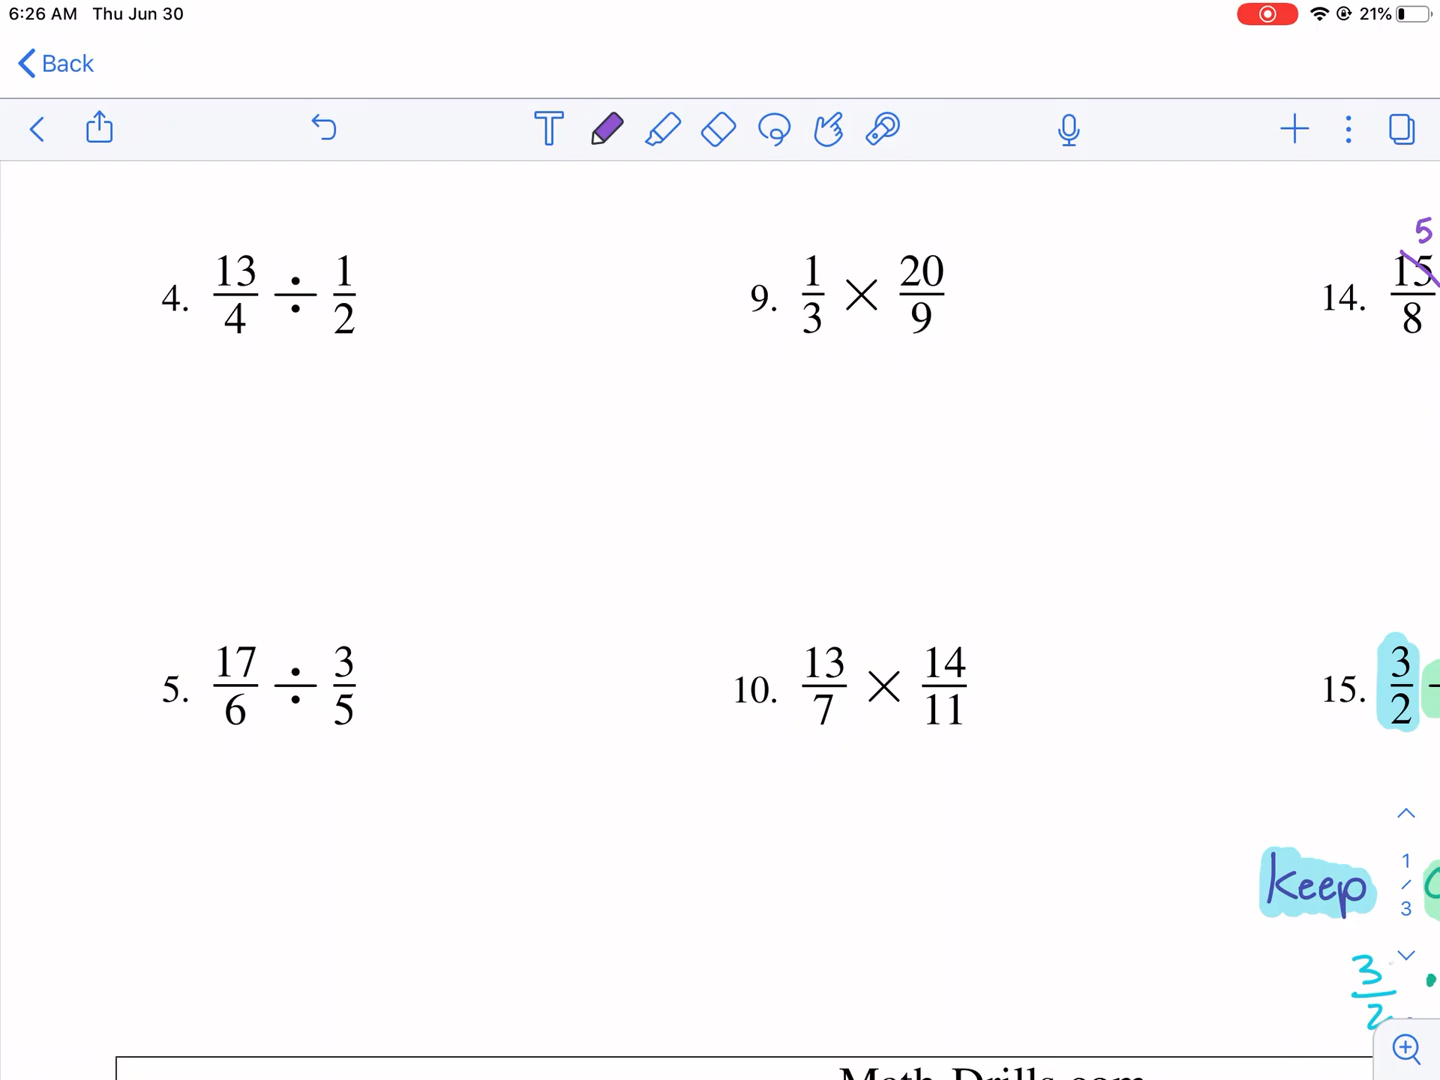 6:26 AM Thu Jun 30 21%
Back
4. 13/4 ÷ 1/2
9. 1/3 × 20/9
5
14. 15/8
5. 17/6 ÷ 3/5
10. 13/7 × 14/11
15. 3/2
keep
1/3
3/2